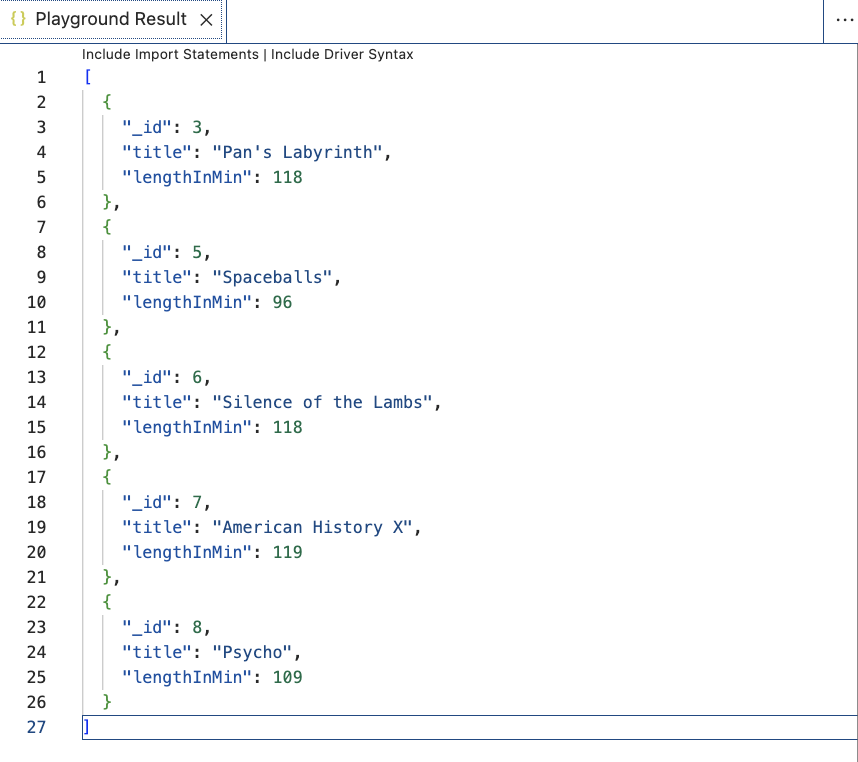 {} Playground Result × ...
Include Import Statements | Include Driver Syntax
1 [
2   {
3     "_id": 3,
4     "title": "Pan's Labyrinth",
5     "lengthInMin": 118
6   },
7   {
8     "_id": 5,
9     "title": "Spaceballs",
10     "lengthInMin": 96
11   },
12   {
13     "_id": 6,
14     "title": "Silence of the Lambs",
15     "lengthInMin": 118
16   },
17   {
18     "_id": 7,
19     "title": "American History X",
20     "lengthInMin": 119
21   },
22   {
23     "_id": 8,
24     "title": "Psycho",
25     "lengthInMin": 109
26   }
27 ]